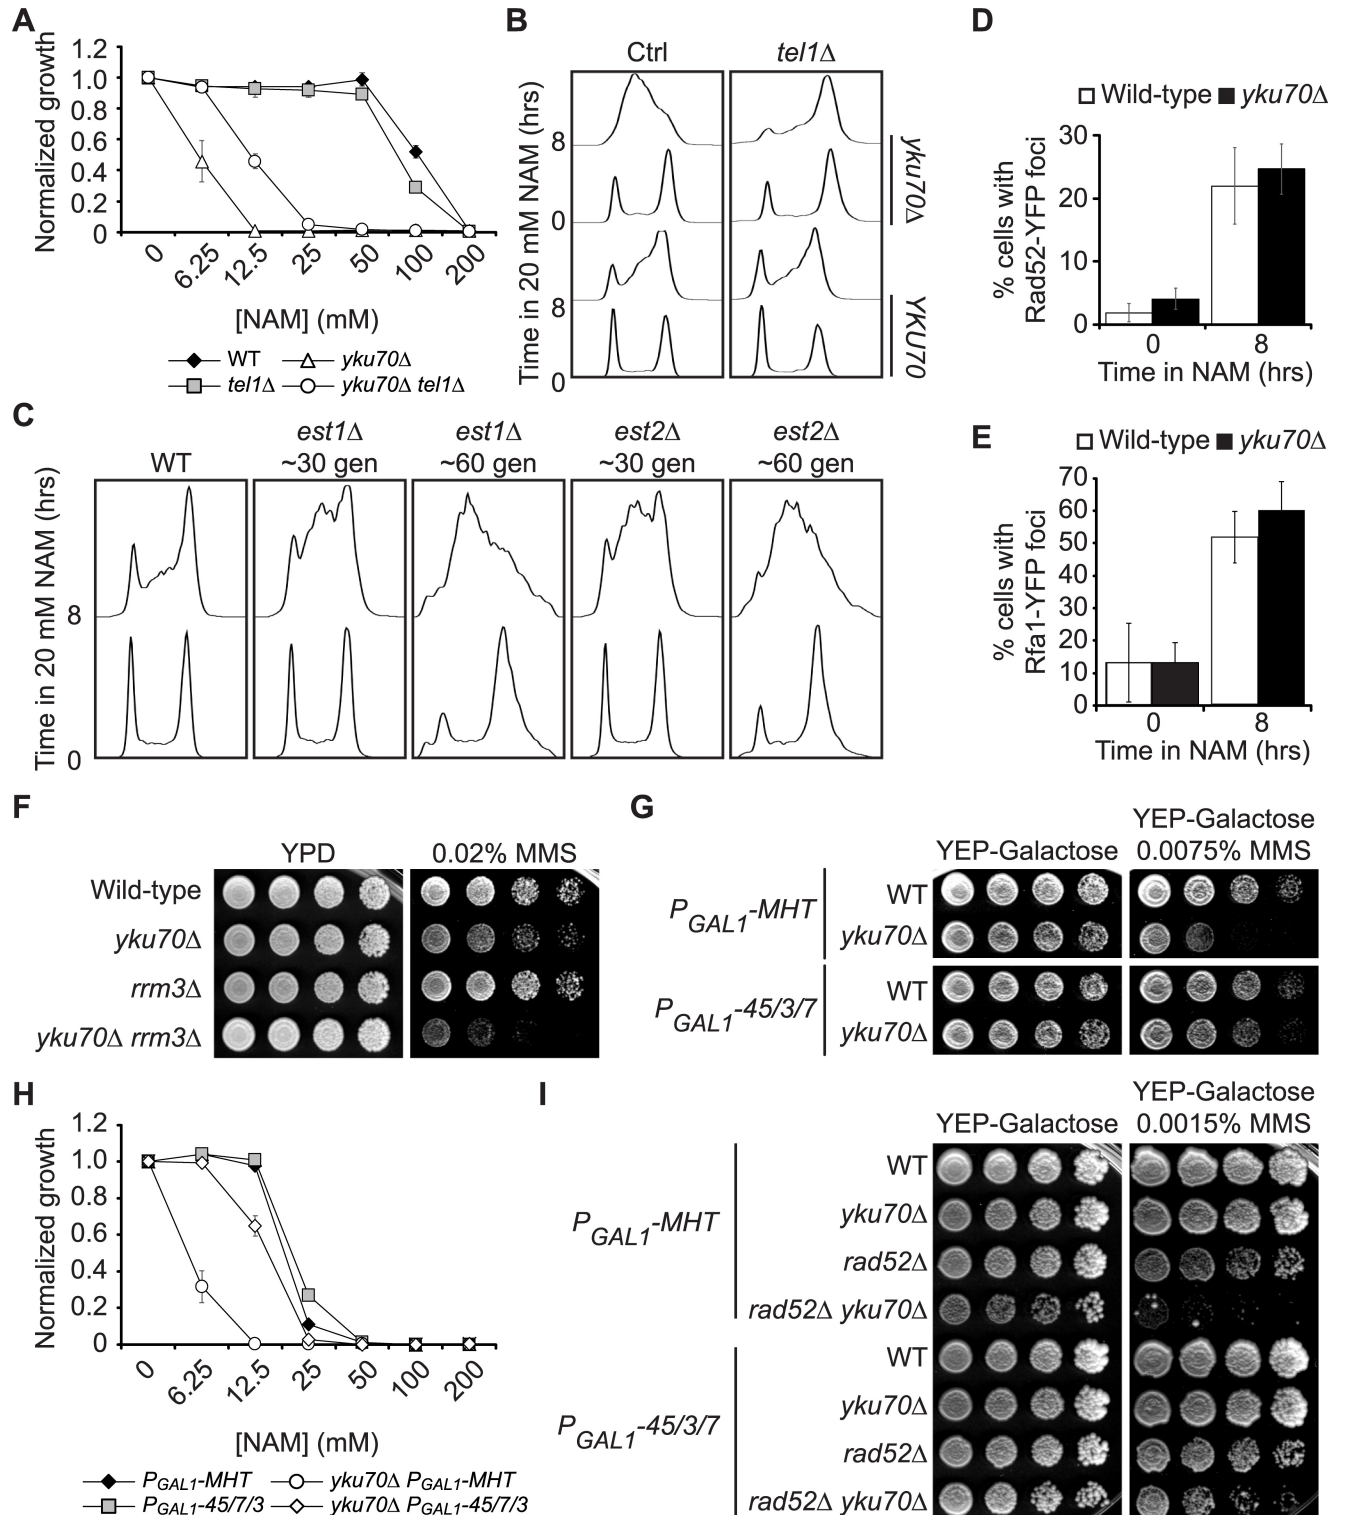 A
1.2
1.0
0.8
0.6
0.4
0.2
0
Normalized growth
0 6.25 12.5 25 50 100 200
[NAM] (mM)
WT yku70Δ
tel1Δ yku70Δ tel1Δ
B
Ctrl tel1Δ
Time in 20 mM NAM (hrs)
8
0
8
0
yku70Δ
YKU70
C
WT
est1Δ
~30 gen
est1Δ
~60 gen
est2Δ
~30 gen
est2Δ
~60 gen
Time in 20 mM NAM (hrs)
8
0
D
Wild-type yku70Δ
% cells with
Rad52-YFP foci
30
20
10
0
0 8
Time in NAM (hrs)
E
Wild-type yku70Δ
% cells with
Rfa1-YFP foci
70
60
50
40
30
20
10
0
0 8
Time in NAM (hrs)
F
YPD 0.02% MMS
Wild-type
yku70Δ
rrm3Δ
yku70Δ rrm3Δ
G
YEP-Galactose
YEP-Galactose
0.0075% MMS
PGAL1-MHT
WT
yku70Δ
PGAL1-45/3/7
WT
yku70Δ
H
1.2
1.0
0.8
0.6
0.4
0.2
0
Normalized growth
0 6.25 12.5 25 50 100 200
[NAM] (mM)
PGAL1-MHT yku70Δ PGAL1-MHT
PGAL1-45/7/3 yku70Δ PGAL1-45/7/3
I
YEP-Galactose
YEP-Galactose
0.0015% MMS
PGAL1-MHT
WT
yku70Δ
rad52Δ
rad52Δ yku70Δ
PGAL1-45/3/7
WT
yku70Δ
rad52Δ
rad52Δ yku70Δ